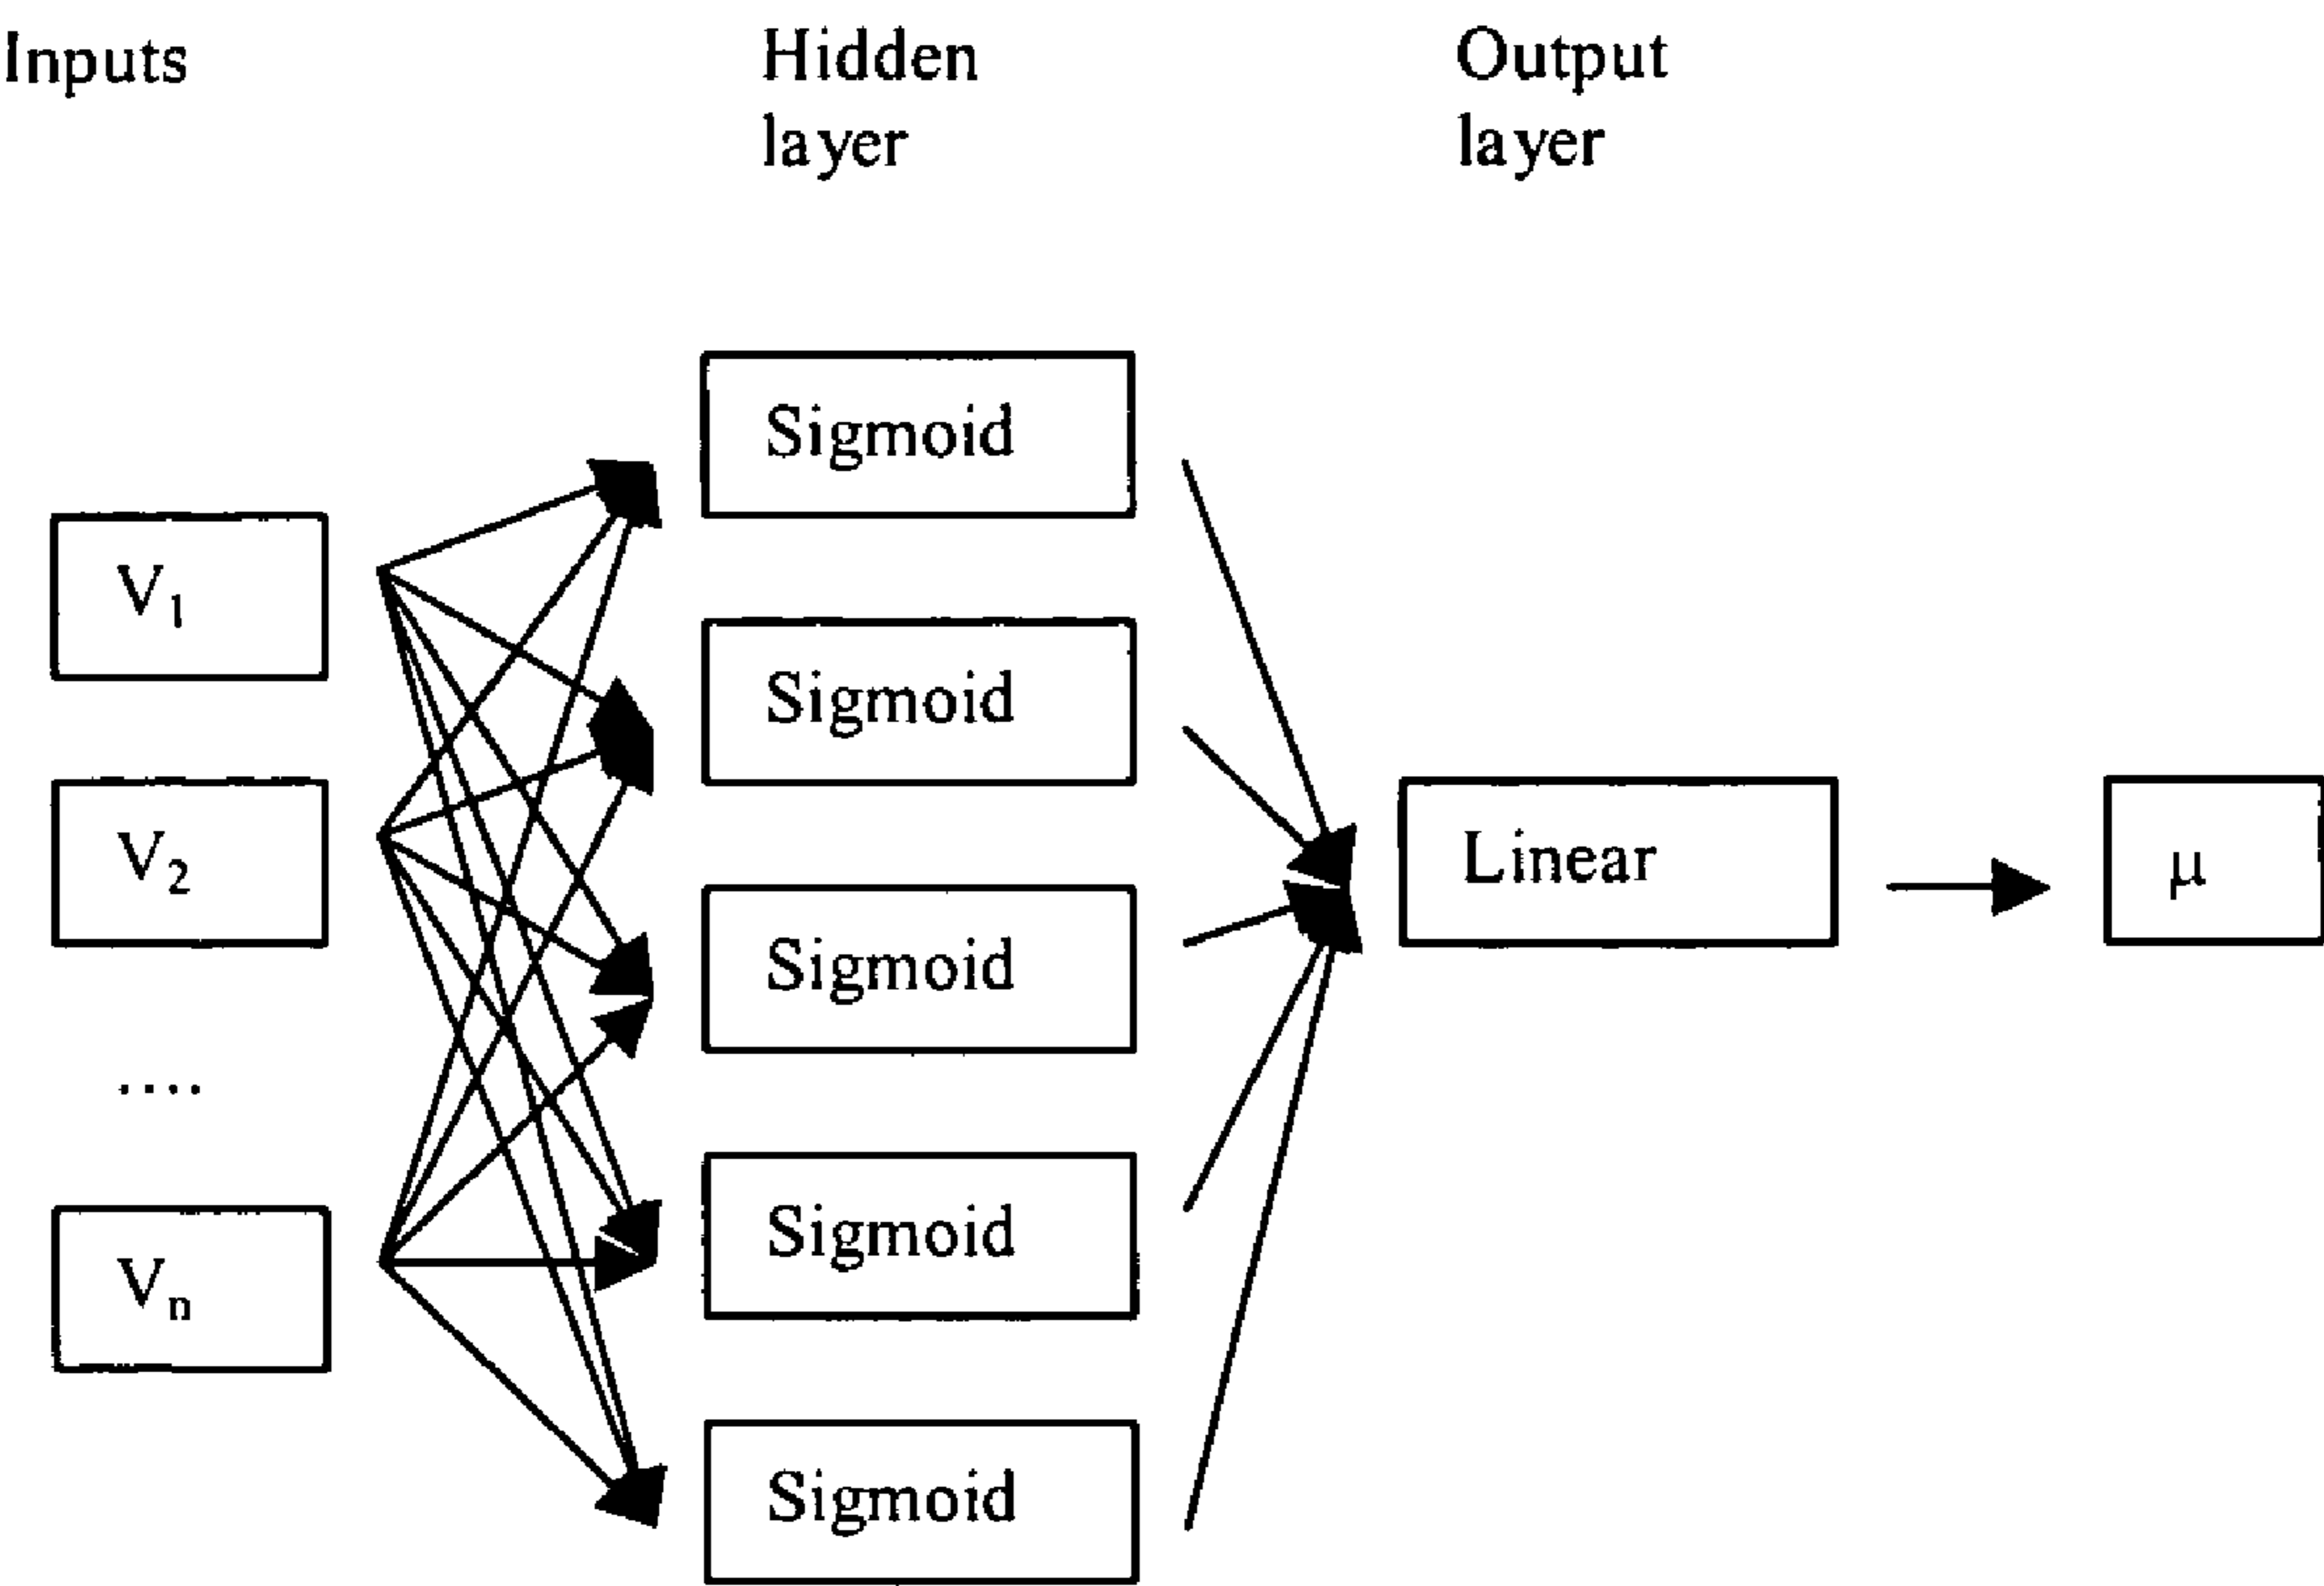 Inputs
Hidden
layer
Output
layer
V1
V2
....
Vn
Sigmoid
Sigmoid
Sigmoid
Sigmoid
Sigmoid
Linear
μ